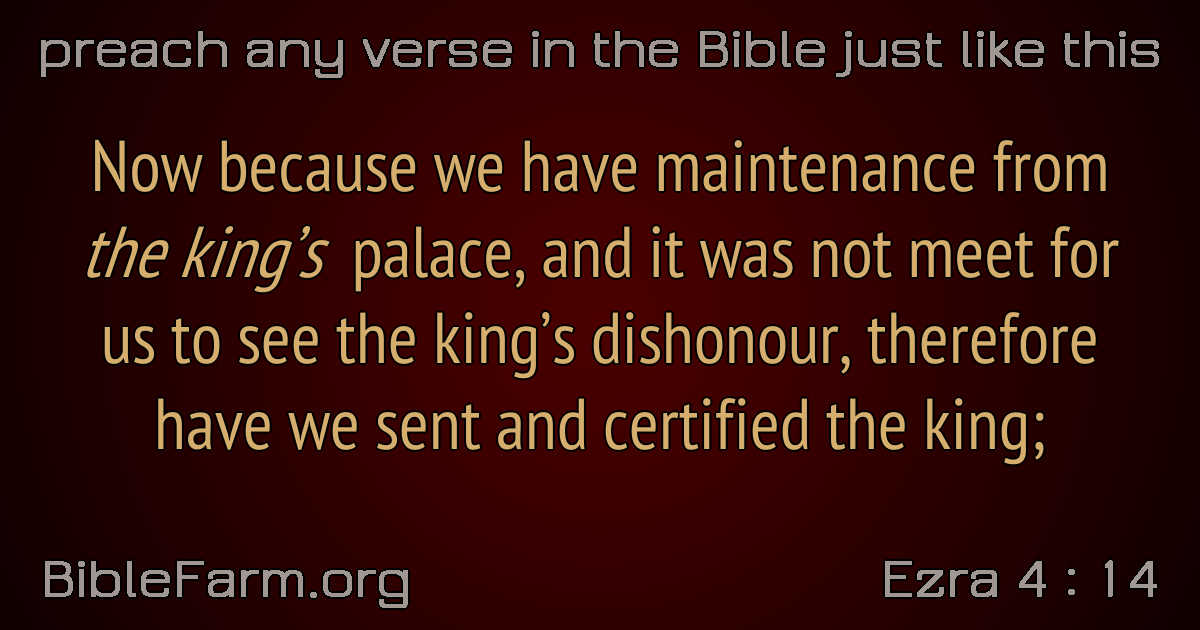 preach any verse in the Bible just like this
Now because we have maintenance from
the king’s palace, and it was not meet for
us to see the king’s dishonour, therefore
have we sent and certified the king;
BibleFarm.org
Ezra 4 : 14